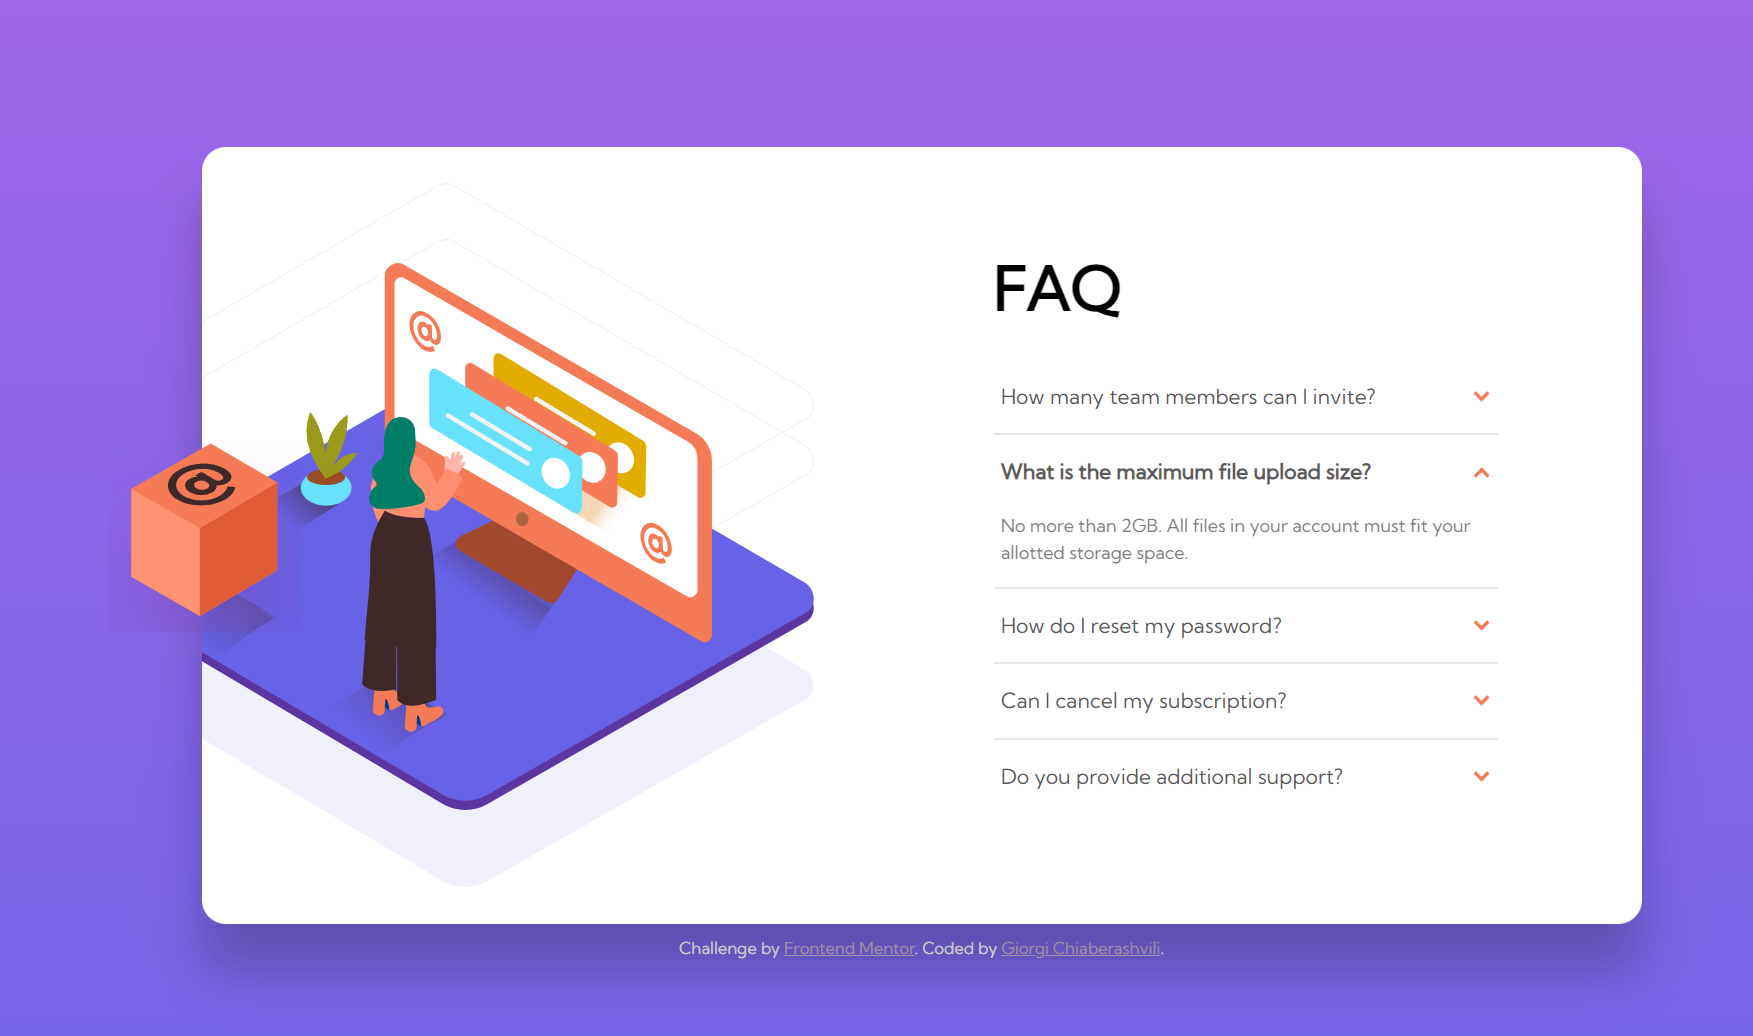 @
@
@
FAQ
How many team members can I invite?
What is the maximum file upload size?
No more than 2GB. All files in your account must fit your
allotted storage space.
How do I reset my password?
Can I cancel my subscription?
Do you provide additional support?
Challenge by Frontend Mentor. Coded by Giorgi Chiaberashvili.